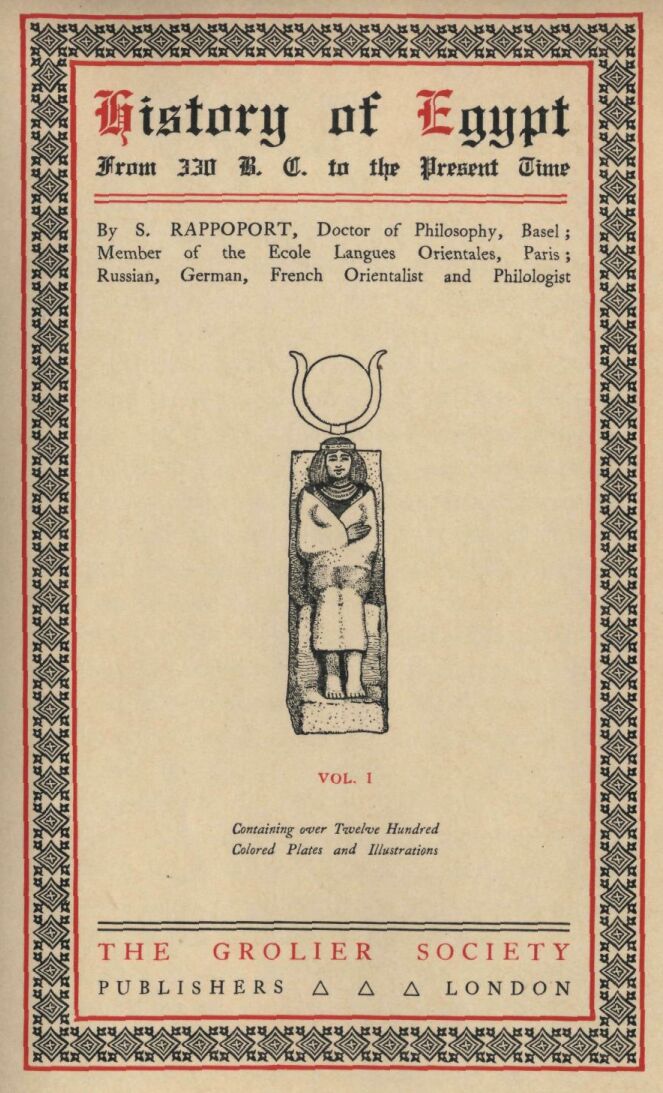 History of Egypt
From 330 B. C. to the Present Time
By S. RAPPOPORT, Doctor of Philosophy, Basel;
Member of the Ecole Langues Orientales, Paris;
Russian, German, French Orientalist and Philologist
VOL. I
Containing over Twelve Hundred
Colored Plates and Illustrations
THE GROLIER SOCIETY
PUBLISHERS △ △ △ LONDON